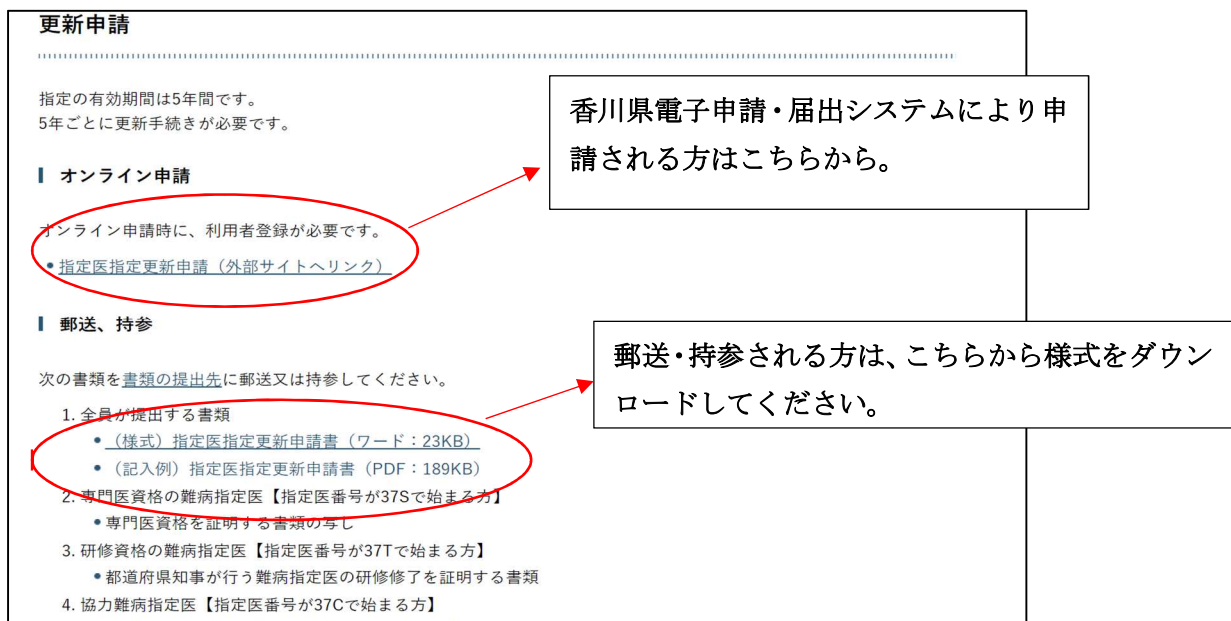 更新申請
指定の有効期間は5年間です。
5年ごとに更新手続きが必要です。
香川県電子申請・届出システムにより申
請される方はこちらから。
オンライン申請
オンライン申請時に、利用者登録が必要です。
• 指定医指定更新申請（外部サイトへリンク）
郵送、持参
郵送・持参される方は、こちらから様式をダウン
ロードしてください。
次の書類を書類の提出先に郵送又は持参してください。
1. 全員が提出する書類
• （様式）指定医指定更新申請書（ワード：23KB）
• （記入例）指定医指定更新申請書（PDF：189KB）
2. 専門医資格の難病指定医【指定医番号が37Sで始まる方】
• 専門医資格を証明する書類の写し
3. 研修資格の難病指定医【指定医番号が37Tで始まる方】
• 都道府県知事が行う難病指定医の研修修了を証明する書類
4. 協力難病指定医【指定医番号が37Cで始まる方】